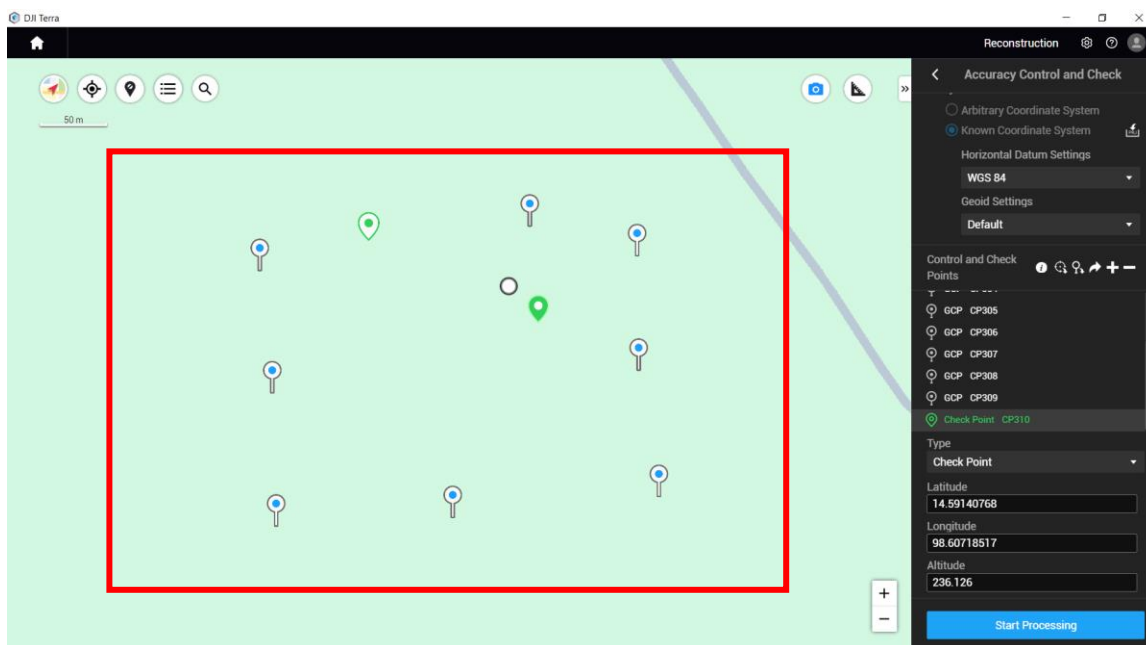 DJI Terra
Reconstruction
50 m
Accuracy Control and Check
Arbitrary Coordinate System
Known Coordinate System
Horizontal Datum Settings
WGS 84
Geoid Settings
Default
Control and Check
Points
GCP CP305
GCP CP306
GCP CP307
GCP CP308
GCP CP309
Check Point CP310
Type
Check Point
Latitude
14.59140768
Longitude
98.60718517
Altitude
236.126
Start Processing